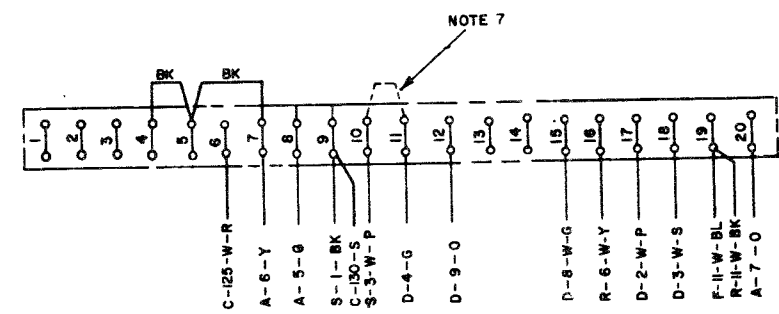 NOTE 7
BK
BK
1
2
3
4
5
6
7
8
9
10
11
12
13
14
15
16
17
18
19
20
C-125-W-R
A-6-Y
A-5-G
S-1-BK
C-130-S
S-3-W-P
D-4-G
D-9-O
D-8-W-G
R-6-W-Y
D-2-W-P
D-3-W-S
F-11-W-BL
R-11-W-BK
A-7-O